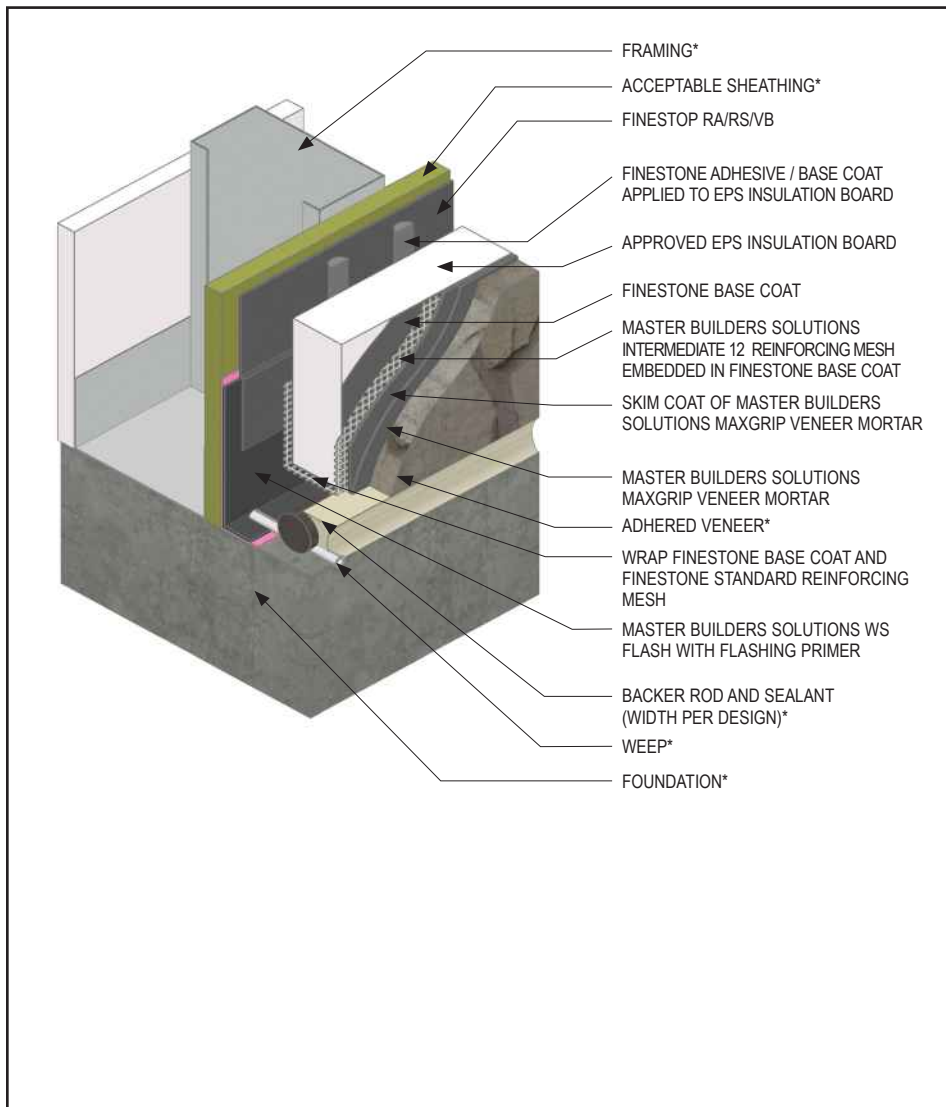 FRAMING*
ACCEPTABLE SHEATHING*
FINESTOP RA/RS/VB
FINESTONE ADHESIVE / BASE COAT
APPLIED TO EPS INSULATION BOARD
APPROVED EPS INSULATION BOARD
FINESTONE BASE COAT
MASTER BUILDERS SOLUTIONS
INTERMEDIATE 12 REINFORCING MESH
EMBEDDED IN FINESTONE BASE COAT
SKIM COAT OF MASTER BUILDERS
SOLUTIONS MAXGRIP VENEER MORTAR
MASTER BUILDERS SOLUTIONS
MAXGRIP VENEER MORTAR
ADHERED VENEER*
WRAP FINESTONE BASE COAT AND
FINESTONE STANDARD REINFORCING
MESH
MASTER BUILDERS SOLUTIONS WS
FLASH WITH FLASHING PRIMER
BACKER ROD AND SEALANT
(WIDTH PER DESIGN)*
WEEP*
FOUNDATION*